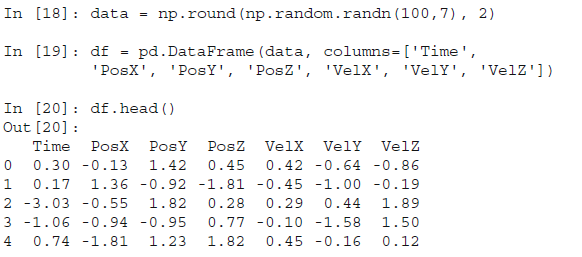 In [18]: data = np.round(np.random.randn(100,7), 2)
In [19]: df = pd.DataFrame(data, columns=['Time',
'PosX', 'PosY', 'PosZ', 'VelX', 'VelY', 'VelZ'])
In [20]: df.head()
Out[20]:
Time PosX PosY PosZ VelX VelY VelZ
0 0.30 -0.13 1.42 0.45 0.42 -0.64 -0.86
1 0.17 1.36 -0.92 -1.81 -0.45 -1.00 -0.19
2 -3.03 -0.55 1.82 0.28 0.29 0.44 1.89
3 -1.06 -0.94 -0.95 0.77 -0.10 -1.58 1.50
4 0.74 -1.81 1.23 1.82 0.45 -0.16 0.12